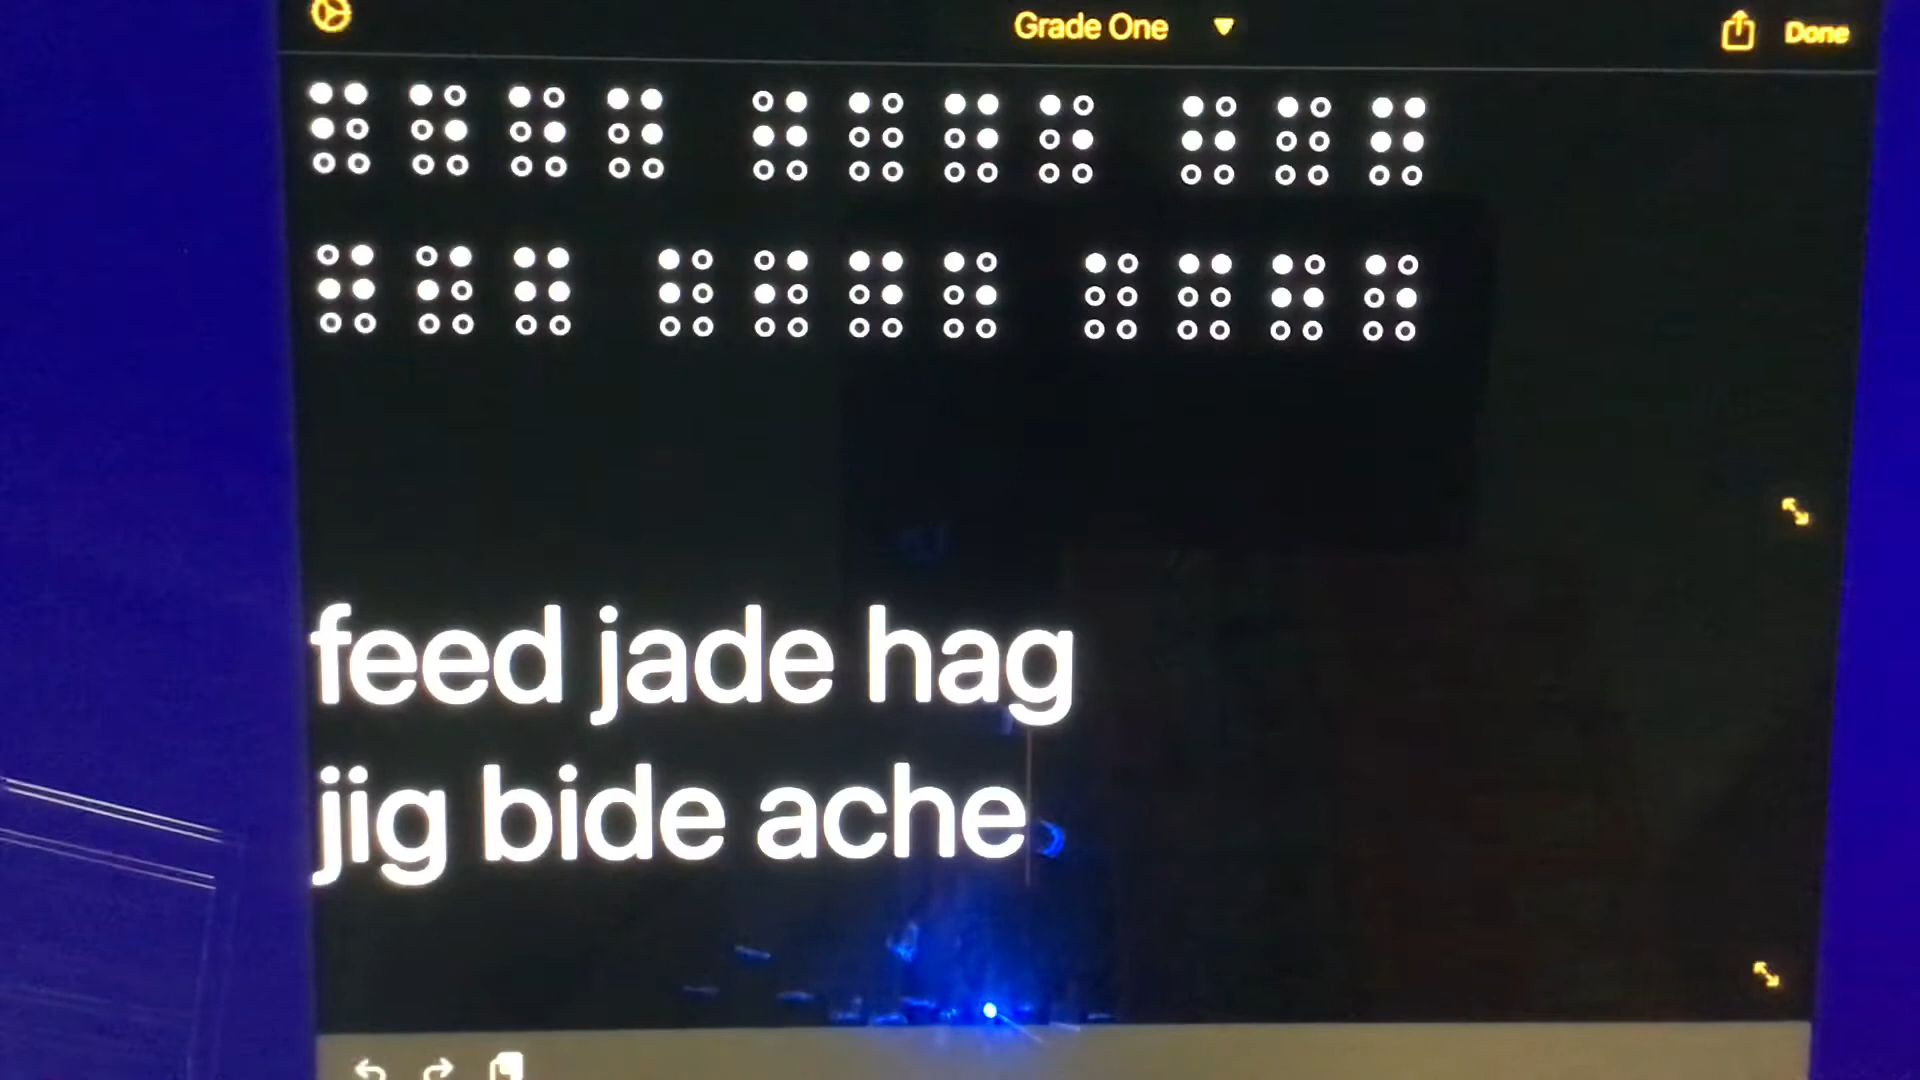 Grade One Done
⠋⠑⠑⠙ ⠚⠁⠙⠑ ⠓⠁⠛
⠚⠊⠛ ⠃⠊⠙⠑ ⠁⠉⠓⠑
feed jade hag
jig bide ache